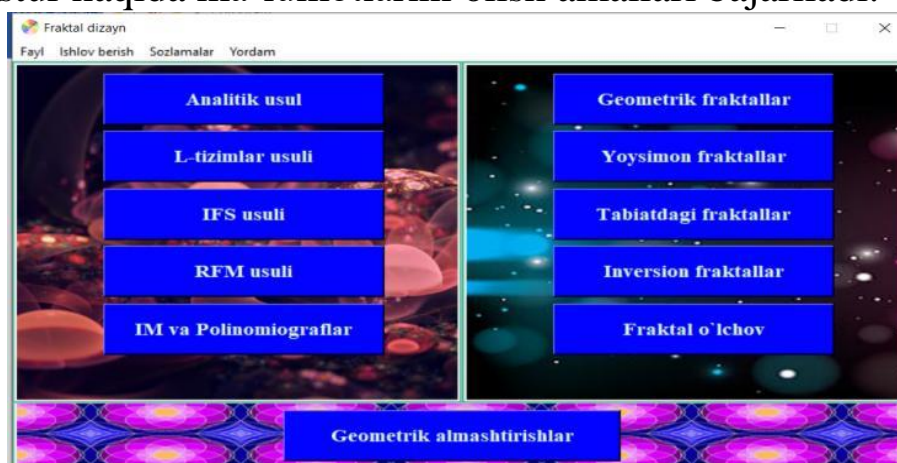 Fraktal dizayn
Fayl Ishlov berish Sozlamalar Yordam
Analitik usul
L-tizimlar usuli
IFS usuli
RFM usuli
IM va Polinomiograflar
Geometrik fraktallar
Yoysimon fraktallar
Tabiatdagi fraktallar
Inversion fraktallar
Fraktal o`lchov
Geometrik almashtirishlar